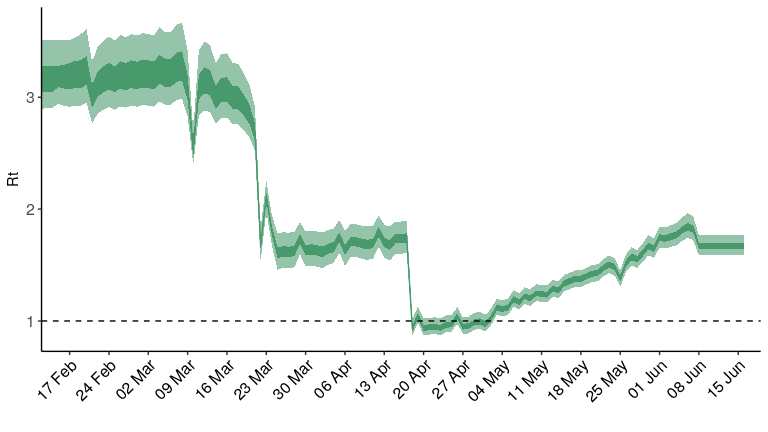 Rt
3
2
1
17 Feb
24 Feb
02 Mar
09 Mar
16 Mar
23 Mar
30 Mar
06 Apr
13 Apr
20 Apr
27 Apr
04 May
11 May
18 May
25 May
01 Jun
08 Jun
15 Jun